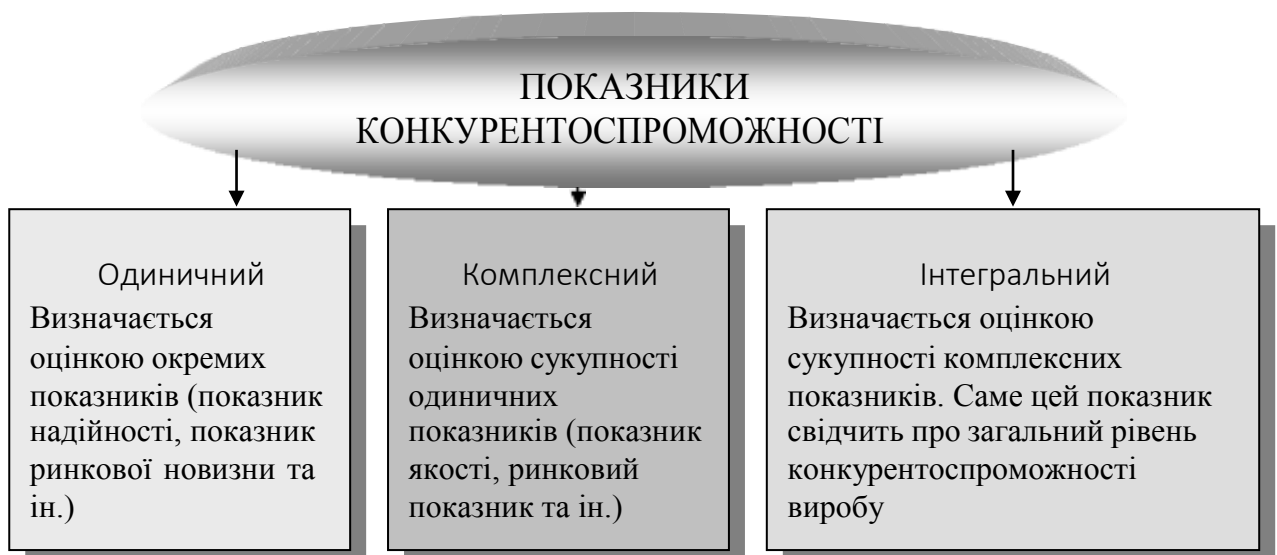 ПОКАЗНИКИ
КОНКУРЕНТОСПРОМОЖНОСТІ
Одиничний
Визначається
оцінкою окремих
показників (показник
надійності, показник
ринкової новизни та
ін.)
Комплексний
Визначається
оцінкою сукупності
одиничних
показників (показник
якості, ринковий
показник та ін.)
Інтегральний
Визначається оцінкою
сукупності комплексних
показників. Саме цей показник
свідчить про загальний рівень
конкурентоспроможності
виробу